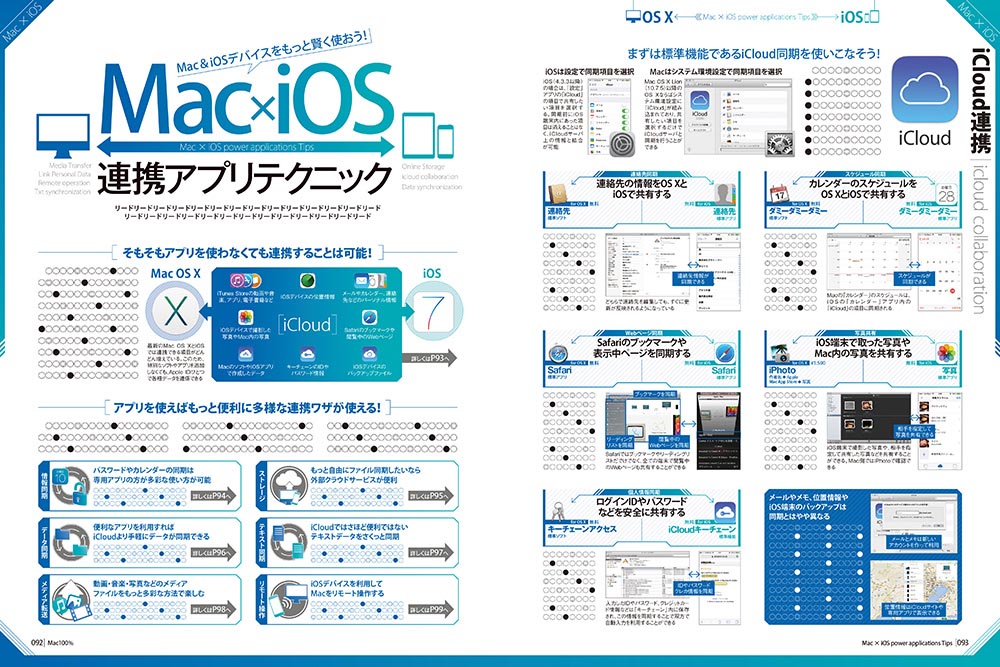 Mac × iOS
Mac＆iOSデバイスをもっと賢く使おう！
Mac×iOS
Mac × iOS power applications Tips
Media Transfer
Link Personal Data
Remote operation
Txt synchronization
Online Storage
icloud collaboration
Data synchronization
連携アプリテクニック
リードリードリードリードリードリードリードリードリードリードリードリード
リードリードリードリードリードリードリードリードリードリードリード
そもそもアプリを使わなくても連携することは可能！
Mac OS X
最新のMac OS XとiOS
では連携できる項目がどん
どん増えている。このため、
特別なソフトやアプリを追加
しなくても、Apple IDひとつ
で各種データを通信できる
iTunes Storeの動画や音
楽、アプリ、電子書籍など
iOSデバイスの位置情報
メールやカレンダー、連絡
先などのパーソナル情報
iOSデバイスで撮影した
写真やMac内の写真
[iCloud]
Safariのブックマークや
閲覧中のWebページ
MacのソフトやiOSアプリ
で作成したデータ
キーチェーンのIDや
パスワード情報
iOSデバイスの
バックアップファイル
iOS
7
詳しくはP93へ
アプリを使えばもっと便利に多様な連携ワザが使える！
情報同期
パスワードやカレンダーの同期は
専用アプリの方が多彩な使い方が可能
詳しくはP94へ
ストレージ
もっと自由にファイル同期したいなら
外部クラウドサービスが便利
詳しくはP95へ
データ同期
便利なアプリを利用すれば
iCloudより手軽にデータが同期できる
詳しくはP96へ
テキスト同期
iCloudではさほど便利ではない
テキストデータをさくっと同期
詳しくはP97へ
メディア転送
動画・音楽・写真などのメディア
ファイルをもっと多彩な方法で楽しむ
詳しくはP98へ
リモート操作
iOSデバイスを利用して
Macをリモート操作する
詳しくはP99へ
092 | Mac100%
OS X
Mac × iOS power applications Tips
iOS
Mac × iOS
まずは標準機能であるiCloud同期を使いこなそう！
iOSは設定で同期項目を選択
iOS（4.3.3以降）
の場合は、「設定」
アプリの「iCloud」
の項目で共有した
い項目を選択す
る。
Macはシステム環境設定で同期項目を選択
Mac OS X Lion
（10.7.5）以降のMac
OS Xならばシステ
ム環境設定に
「iCloud」が組み
込まれており、共
有したい項目を
選択するだけで
iCloudサーバと
同期を行うことが
できる
iCloud
iCloud連携
icloud collaboration
連絡先同期
連絡先の情報をOS Xと
iOSで共有する
for OS X 無料
連絡先
標準ソフト
無料 for iOS
連絡先
標準アプリ
連絡先情報が
同期できる
どちらで連絡先を編集しても、すぐに更
新が反映されるようになっている
スケジュール同期
カレンダーのスケジュールを
OS XとiOSで共有する
for OS X 無料
ダミーダミーダミー
標準ソフト
無料 for iOS
ダミーダミーダミー
標準アプリ
17
28
スケジュールが
同期できる
Macの「カレンダー」のスケジュールは、
iOSの「カレンダー」アプリ内の
「iCloud」の項目に同期される
Webページ同期
Safariのブックマークや
表示中ページを同期する
for OS X 無料
Safari
標準アプリ
無料 for iOS
Safari
標準アプリ
ブックマークを同期
リーディング
リストを同期
閲覧中の
Webページも同期
Safariではブックマークやリーディングリ
ストだけでなく、全ての端末で閲覧中
のWebページも共有することができる
写真共有
iOS端末で取った写真や
Mac内の写真を共有する
for OS X ¥1,500
iPhoto
作者名◆Apple
Mac App Store◆写真
無料 for iOS
写真
標準アプリ
相手を指定して
写真を共有できる
iOS端末で撮影した写真や、相手を指
定して共有した写真などを共有すること
ができる。Mac側ではiPhoneで確認で
きる
個人情報同期
ログインIDやパスワード
などを安全に共有する
for OS X 無料
キーチェーンアクセス
標準ソフト
無料 for iOS
iCloudキーチェーン
標準機能
IDやパスワード、
クレカ情報を同期
入力したIDやパスワード、クレジットカー
ド情報などは「キーチェーン」内に保存さ
れ、この情報を同期することで双方で
自動入力を利用することができる
メールやメモ、位置情報や
iOS端末のバックアップは
同期とはやや異なる
メールとメモは新しい
アカウントを作って利用
位置情報はiCloudサイトや
専用アプリで表示できる
Mac × iOS power applications Tips | 093